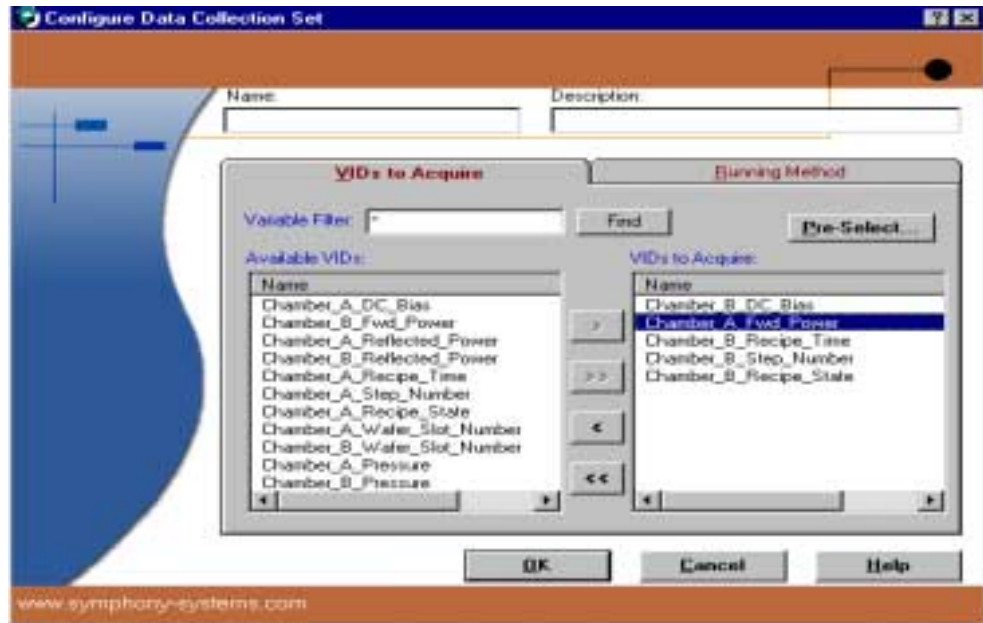 Configure Data Collection Set
Name: Description:
VIDs to Acquire Running Method
Variable Filter: * Find Pre-Select...
Available VIDs: VIDs to Acquire:
Name Name
Chamber_A_DC_Bias Chamber_B_DC_Bias
Chamber_B_Fwd_Power > Chamber_A_Fwd_Power
Chamber_A_Reflected_Power Chamber_B_Recipe_Time
Chamber_B_Reflected_Power Chamber_B_Step_Number
Chamber_A_Recipe_Time >> Chamber_B_Recipe_State
Chamber_A_Step_Number
Chamber_A_Recipe_State
Chamber_A_Wafer_Slot_Number <
Chamber_B_Wafer_Slot_Number
Chamber_A_Pressure
Chamber_B_Pressure <<
OK Cancel Help
www.symphony-systems.com